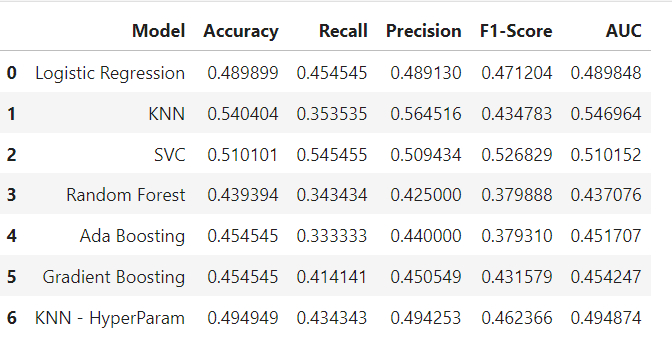 Model Accuracy Recall Precision F1-Score AUC
0 Logistic Regression 0.489899 0.454545 0.489130 0.471204 0.489848
1 KNN 0.540404 0.353535 0.564516 0.434783 0.546964
2 SVC 0.510101 0.545455 0.509434 0.526829 0.510152
3 Random Forest 0.439394 0.343434 0.425000 0.379888 0.437076
4 Ada Boosting 0.454545 0.333333 0.440000 0.379310 0.451707
5 Gradient Boosting 0.454545 0.414141 0.450549 0.431579 0.454247
6 KNN - HyperParam 0.494949 0.434343 0.494253 0.462366 0.494874